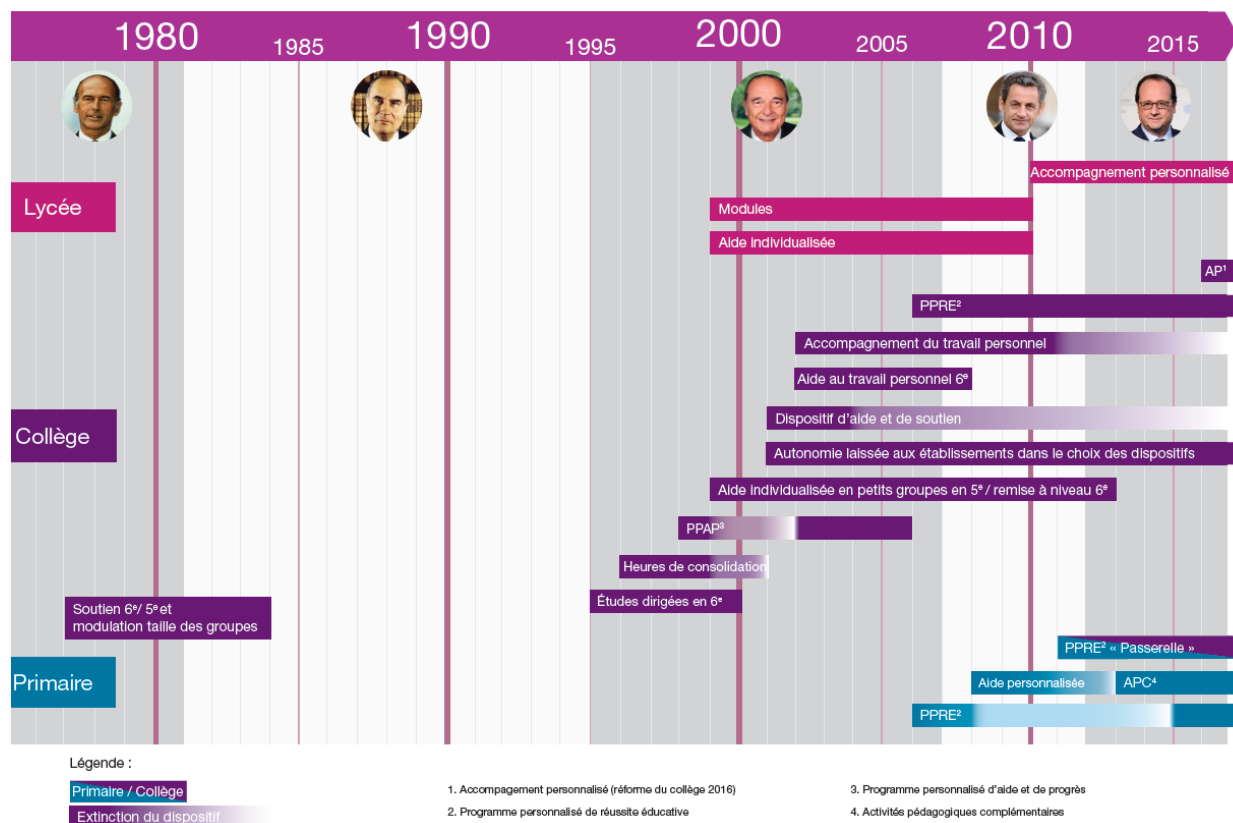 1980
1985
1990
1995
2000
2005
2010
2015
Accompagnement personnalisé
Lycée
Modules
Aide individualisée
AP¹
PPRE²
Accompagnement du travail personnel
Aide au travail personnel 6ᵉ
Dispositif d'aide et de soutien
Collège
Autonomie laissée aux établissements dans le choix des dispositifs
Aide individualisée en petits groupes en 5ᵉ / remise à niveau 6ᵉ
PPAP³
Heures de consolidation
Études dirigées en 6ᵉ
Soutien 6ᵉ/ 5ᵉ et
modulation taille des groupes
PPRE² « Passerelle »
Primaire
Aide personnalisée
APC⁴
PPRE²
Légende :
Primaire / Collège
Extinction du dispositif
1. Accompagement personnalisé (réforme du collège 2016)
2. Programme personnalisé de réussite éducative
3. Programme personnalisé d'aide et de progrès
4. Activités pédagogiques complémentaires